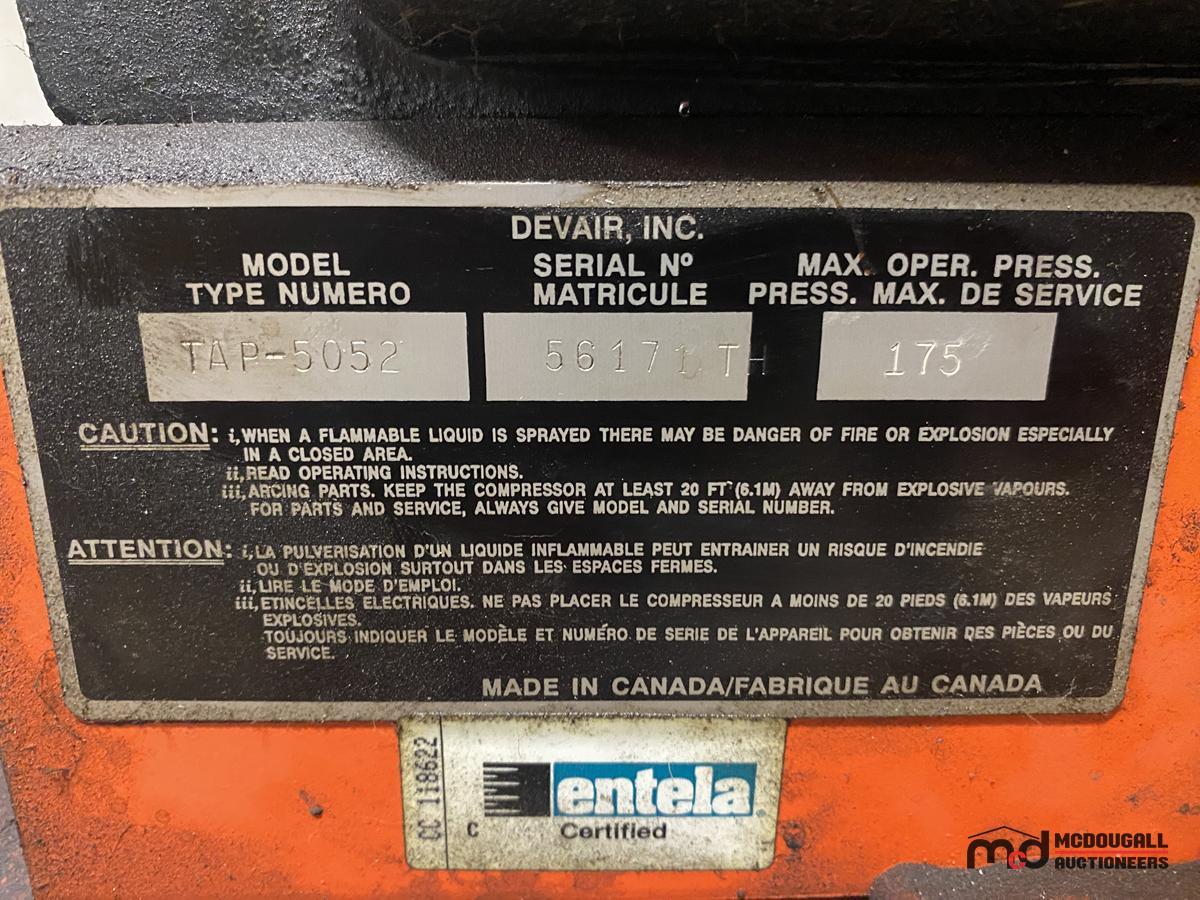 DEVAIR, INC.
MODEL
TYPE NUMERO
SERIAL Nº
MATRICULE
MAX. OPER. PRESS.
PRESS. MAX. DE SERVICE
TAP-5052
TH
175
CAUTION: i, WHEN A FLAMMABLE LIQUID IS SPRAYED THERE MAY BE DANGER OF FIRE OR EXPLOSION ESPECIALLY
IN A CLOSED AREA.
ii, READ OPERATING INSTRUCTIONS.
iii, ARCING PARTS. KEEP THE COMPRESSOR AT LEAST 20 FT (6.1M) AWAY FROM EXPLOSIVE VAPOURS.
FOR PARTS AND SERVICE, ALWAYS GIVE MODEL AND SERIAL NUMBER.
ATTENTION: i, LA PULVERISATION D'UN LIQUIDE INFLAMMABLE PEUT ENTRAINER UN RISQUE D'INCENDIE
OU D'EXPLOSION SURTOUT DANS LES ESPACES FERMES.
ii, LIRE LE MODE D'EMPLOI.
iii, ETINCELLES ELECTRIQUES. NE PAS PLACER LE COMPRESSEUR A MOINS DE 20 PIEDS (6.1M) DES VAPEURS
EXPLOSIVES.
TOUJOURS INDIQUER LE MODÈLE ET NUMÉRO DE SERIE DE L'APPAREIL POUR OBTENIR DES PIÈCES OU DU
SERVICE.
MADE IN CANADA/FABRIQUE AU CANADA
CC 118622
C
entela
Certified
mcd
MCDOUGALL
AUCTIONEERS